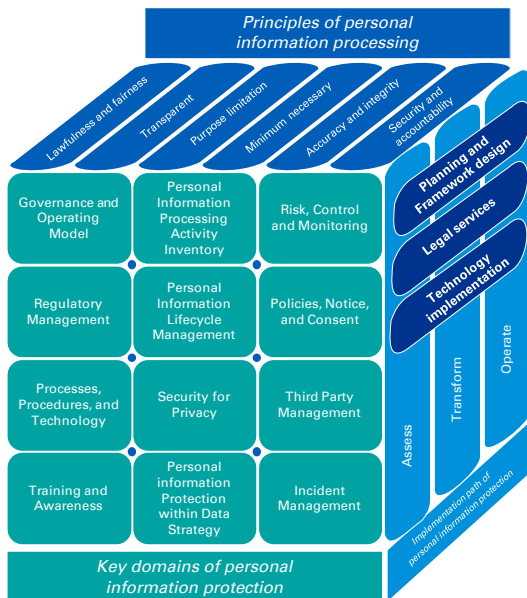 Principles of personal
information processing
Lawfulness and fairness
Transparent
Purpose limitation
Minimum necessary
Accuracy and integrity
Security and
accountability
Governance and
Operating
Model
Personal
Information
Processing
Activity
Inventory
Risk, Control
and Monitoring
Regulatory
Management
Personal
Information
Lifecycle
Management
Policies, Notice,
and Consent
Processes,
Procedures, and
Technology
Security for
Privacy
Third Party
Management
Training and
Awareness
Personal
information
Protection
within Data
Strategy
Incident
Management
Planning and
Framework design
Legal services
Technology
implementation
Assess
Transform
Operate
Implementation path of
personal information protection
Key domains of personal
information protection